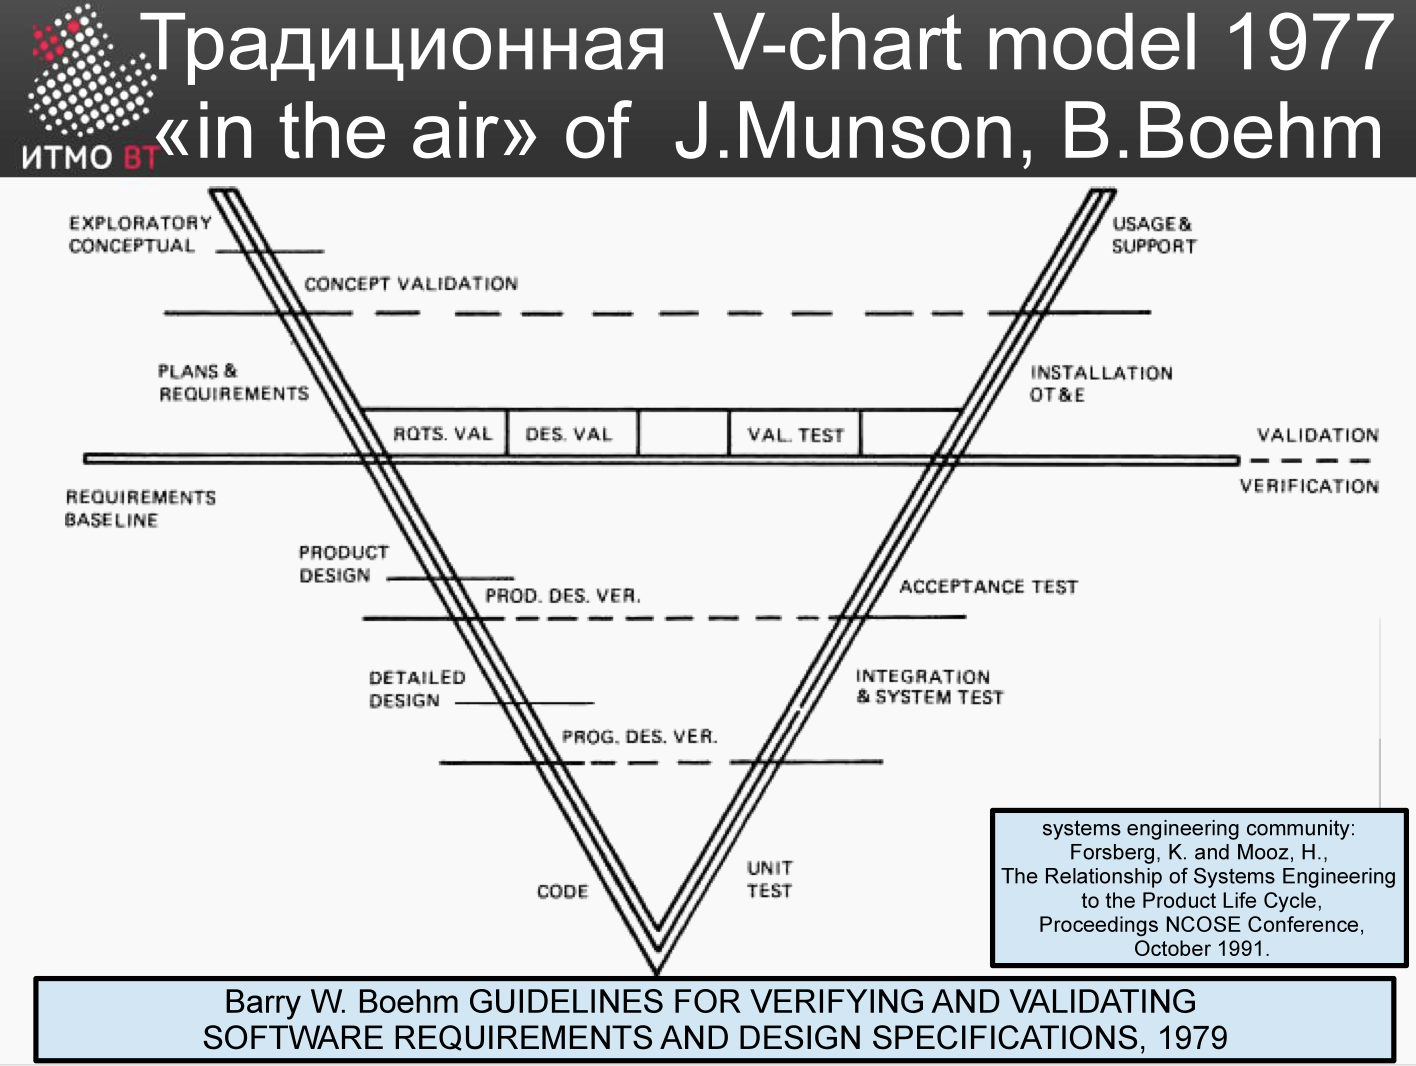 Традиционная V-chart model 1977
«in the air» of J.Munson, B.Boehm
ИТМО ВТ
EXPLORATORY
CONCEPTUAL
USAGE &
SUPPORT
CONCEPT VALIDATION
PLANS &
REQUIREMENTS
INSTALLATION
OT&E
RQTS. VAL
DES. VAL
VAL. TEST
VALIDATION
VERIFICATION
REQUIREMENTS
BASELINE
PRODUCT
DESIGN
PROD. DES. VER.
ACCEPTANCE TEST
DETAILED
DESIGN
INTEGRATION
& SYSTEM TEST
PROG. DES. VER.
CODE
UNIT
TEST
systems engineering community:
Forsberg, K. and Mooz, H.,
The Relationship of Systems Engineering
to the Product Life Cycle,
Proceedings NCOSE Conference,
October 1991.
Barry W. Boehm GUIDELINES FOR VERIFYING AND VALIDATING
SOFTWARE REQUIREMENTS AND DESIGN SPECIFICATIONS, 1979